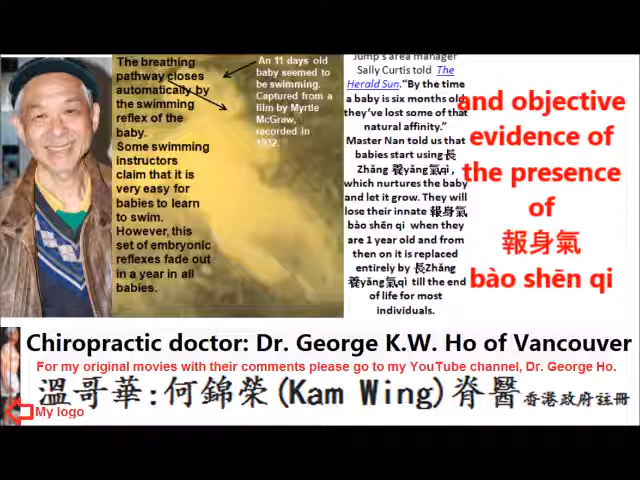 The breathing
pathway closes
automatically by
the swimming
reflex of the
baby.
Some swimming
instructors
claim that it is
very easy for
babies to learn
to swim.
However, this
set of embryonic
reflexes fade out
in a year in all
babies.
An 11 days old
baby seemed to
be swimming.
Captured from a
film by Myrtle
McGraw,
racorded in
1932.
Jump's area manager
Sally Curtis told The
Herald Sun.“By the time
a baby is six months old
they've lost some of that
natural affinity.”
Master Nan told us that
babies start using長
Zhǎng 養yǎng氣qì,
which nurtures the baby
and let it grow. They will
lose their innate 報身氣
bào shēn qi when they
are 1 year old and from
then on it is replaced
entirely by 長Zhǎng
養yǎng氣qì till the end
of life for most
individuals.
and objective
evidence of
the presence
of
報身氣
bào shēn qi
Chiropractic doctor: Dr. George K.W. Ho of Vancouver
For my original movies with their comments please go to my YouTube channel, Dr. George Ho.
溫哥華:何錦榮(Kam Wing)脊醫香港政府註冊
My logo